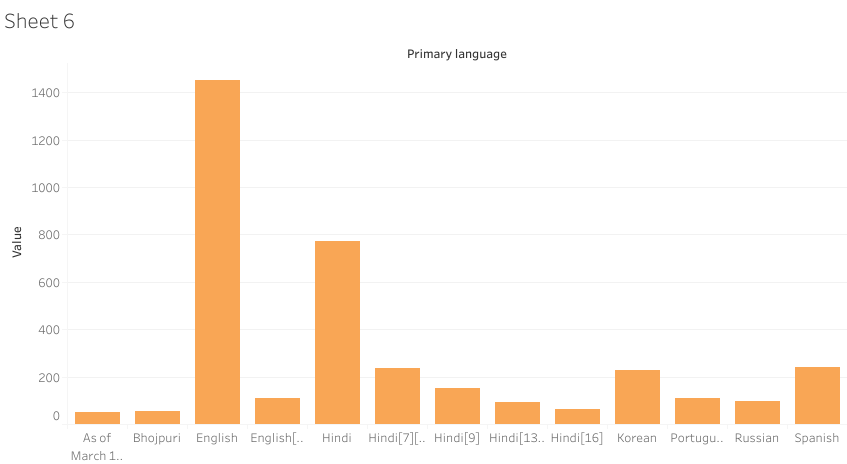 Sheet 6
Primary language
Value
1400
1200
1000
800
600
400
200
0
As of
March 1..
Bhojpuri
English
English[..
Hindi
Hindi[7][..
Hindi[9]
Hindi[13..
Hindi[16]
Korean
Portugu..
Russian
Spanish